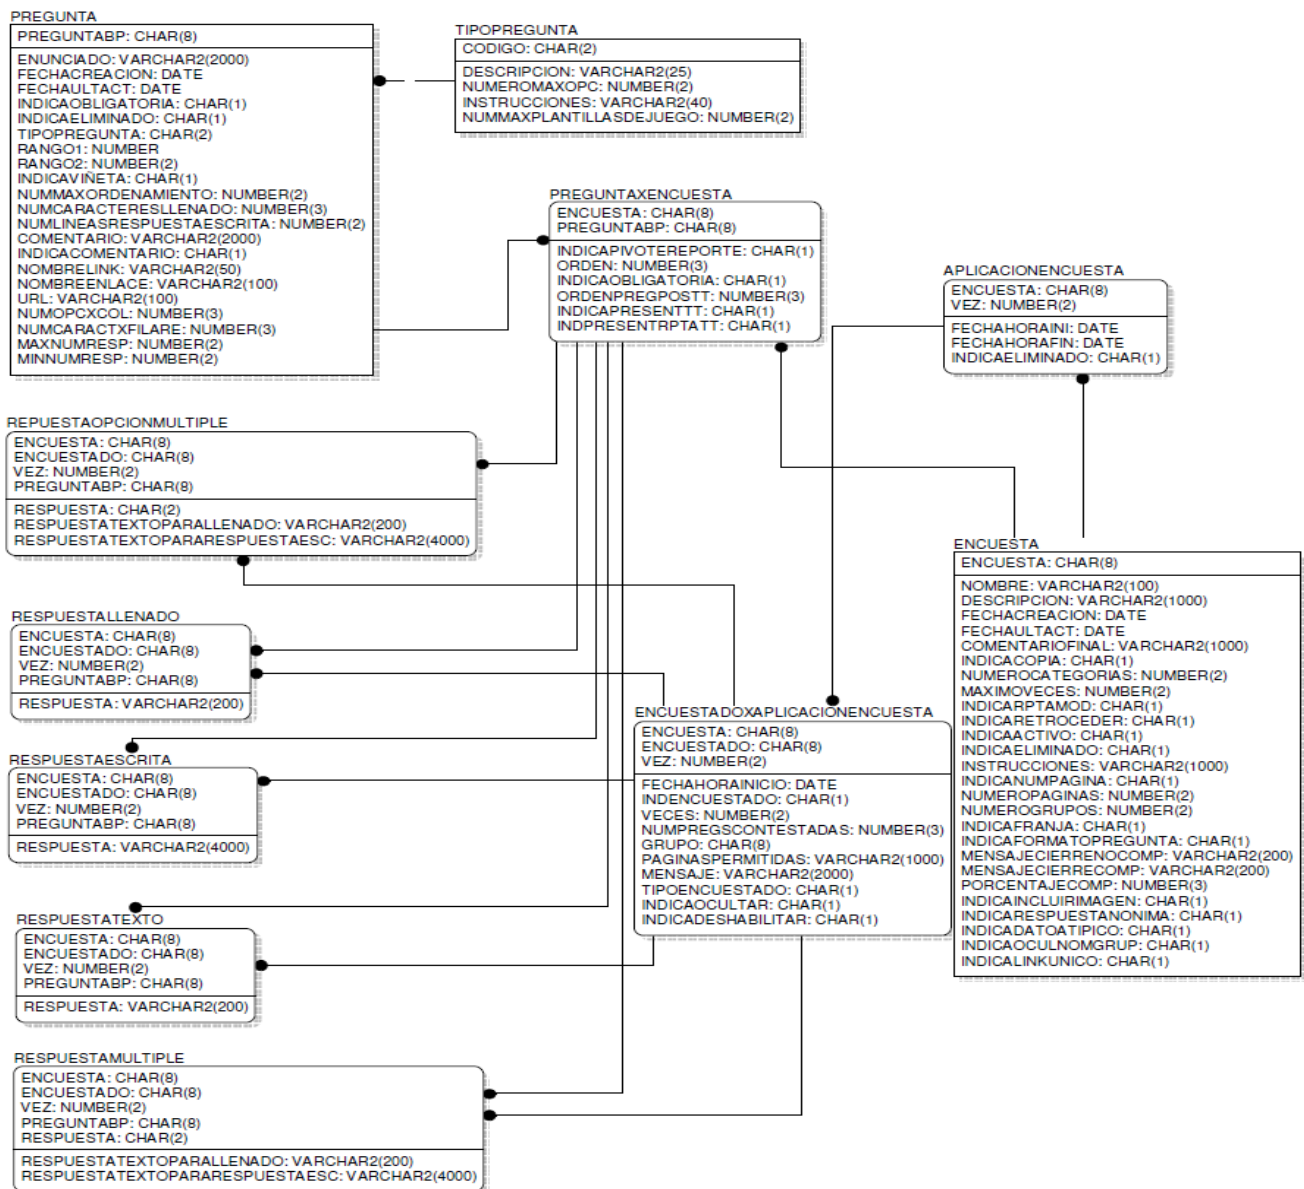 PREGUNTA
PREGUNTABP: CHAR(8)
ENUNCIADO: VARCHAR2(2000)
FECHACREACION: DATE
FECHAULTACT: DATE
INDICAOBLIGATORIA: CHAR(1)
INDICAELIMINADO: CHAR(1)
TIPOPREGUNTA: CHAR(2)
RANGO1: NUMBER
RANGO2: NUMBER(2)
INDICAVIÑETA: CHAR(1)
NUMMAXORDENAMIENTO: NUMBER(2)
NUMCARACTERESLLENADO: NUMBER(3)
NUMLINEASRESPUESTAESCRITA: NUMBER(2)
COMENTARIO: VARCHAR2(2000)
INDICACOMENTARIO: CHAR(1)
NOMBRELINK: VARCHAR2(50)
NOMBREENLACE: VARCHAR2(100)
URL: VARCHAR2(100)
NUMOPCXCOL: NUMBER(3)
NUMCARACTXFILARE: NUMBER(3)
MAXNUMRESP: NUMBER(2)
MINNUMRESP: NUMBER(2)
TIPOPREGUNTA
CODIGO: CHAR(2)
DESCRIPCION: VARCHAR2(25)
NUMEROMAXOPC: NUMBER(2)
INSTRUCCIONES: VARCHAR2(40)
NUMMAXPLANTILLASDEJUEGO: NUMBER(2)
PREGUNTAXENCUESTA
ENCUESTA: CHAR(8)
PREGUNTABP: CHAR(8)
INDICAPIVOTEREPORTE: CHAR(1)
ORDEN: NUMBER(3)
INDICAOBLIGATORIA: CHAR(1)
ORDENPREGPOSTT: NUMBER(3)
INDICAPRESENTTT: CHAR(1)
INDPRESENTRPTATT: CHAR(1)
APLICACIONENCUESTA
ENCUESTA: CHAR(8)
VEZ: NUMBER(2)
FECHAHORAINI: DATE
FECHAHORAFIN: DATE
INDICAELIMINADO: CHAR(1)
REPUESTAOPCIONMULTIPLE
ENCUESTA: CHAR(8)
ENCUESTADO: CHAR(8)
VEZ: NUMBER(2)
PREGUNTABP: CHAR(8)
RESPUESTA: CHAR(2)
RESPUESTATEXTOPARALLENADO: VARCHAR2(200)
RESPUESTATEXTOPARARESPUESTAESC: VARCHAR2(4000)
ENCUESTA
ENCUESTA: CHAR(8)
NOMBRE: VARCHAR2(100)
DESCRIPCION: VARCHAR2(1000)
FECHACREACION: DATE
FECHAULTACT: DATE
COMENTARIOFINAL: VARCHAR2(1000)
INDICACOPIA: CHAR(1)
NUMEROCATEGORIAS: NUMBER(2)
MAXIMOVECES: NUMBER(2)
INDICARPTAMOD: CHAR(1)
INDICARETROCEDER: CHAR(1)
INDICAACTIVO: CHAR(1)
INDICAELIMINADO: CHAR(1)
INSTRUCCIONES: VARCHAR2(1000)
INDICANUMPAGINA: CHAR(1)
NUMEROPAGINAS: NUMBER(2)
NUMEROGRUPOS: NUMBER(2)
INDICAFRANJA: CHAR(1)
INDICAFORMATOPREGUNTA: CHAR(1)
MENSAJECIERRENOCOMP: VARCHAR2(200)
MENSAJECIERRECOMP: VARCHAR2(200)
PORCENTAJECOMP: NUMBER(3)
INDICAINCLUIRIMAGEN: CHAR(1)
INDICARESPUESTANONIMA: CHAR(1)
INDICADATOATIPICO: CHAR(1)
INDICAOCULNOMGRUP: CHAR(1)
INDICALINKUNICO: CHAR(1)
RESPUESTALLENADO
ENCUESTA: CHAR(8)
ENCUESTADO: CHAR(8)
VEZ: NUMBER(2)
PREGUNTABP: CHAR(8)
RESPUESTA: VARCHAR2(200)
ENCUESTADOXAPLICACIONENCUESTA
ENCUESTA: CHAR(8)
ENCUESTADO: CHAR(8)
VEZ: NUMBER(2)
FECHAHORAINICIO: DATE
INDENCUESTADO: CHAR(1)
VECES: NUMBER(2)
NUMPREGSCONTESTADAS: NUMBER(3)
GRUPO: CHAR(8)
PAGINASPERMITIDAS: VARCHAR2(1000)
MENSAJE: VARCHAR2(2000)
TIPOENCUESTADO: CHAR(1)
INDICAOCULTAR: CHAR(1)
INDICADESHABILITAR: CHAR(1)
RESPUESTAESCRITA
ENCUESTA: CHAR(8)
ENCUESTADO: CHAR(8)
VEZ: NUMBER(2)
PREGUNTABP: CHAR(8)
RESPUESTA: VARCHAR2(4000)
RESPUESTATEXTO
ENCUESTA: CHAR(8)
ENCUESTADO: CHAR(8)
VEZ: NUMBER(2)
PREGUNTABP: CHAR(8)
RESPUESTA: VARCHAR2(200)
RESPUESTAMULTIPLE
ENCUESTA: CHAR(8)
ENCUESTADO: CHAR(8)
VEZ: NUMBER(2)
PREGUNTABP: CHAR(8)
RESPUESTA: CHAR(2)
RESPUESTATEXTOPARALLENADO: VARCHAR2(200)
RESPUESTATEXTOPARARESPUESTAESC: VARCHAR2(4000)